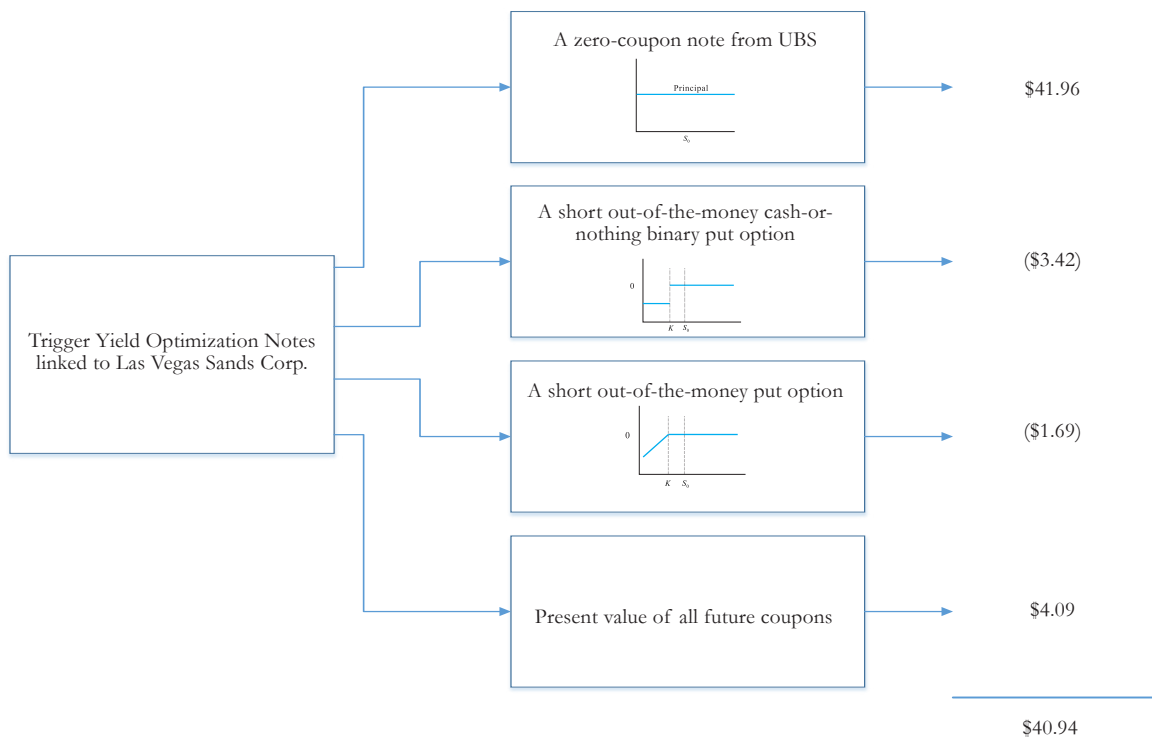 A zero-coupon note from UBS
Principal
S₀
$41.96
A short out-of-the-money cash-or-
nothing binary put option
0
K S₀
($3.42)
Trigger Yield Optimization Notes
linked to Las Vegas Sands Corp.
A short out-of-the-money put option
0
K S₀
($1.69)
Present value of all future coupons
$4.09
$40.94